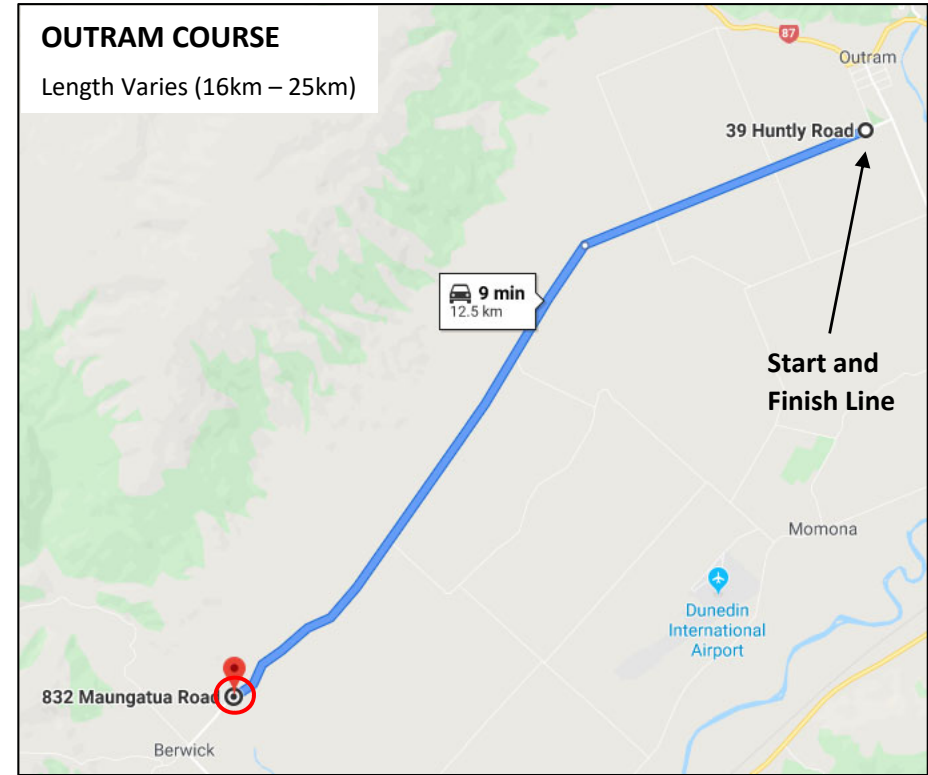 OUTRAM COURSE
Length Varies (16km – 25km)
87
Outram
39 Huntly Road
9 min
12.5 km
Start and
Finish Line
Momona
Dunedin
International
Airport
832 Maungatua Road
Berwick